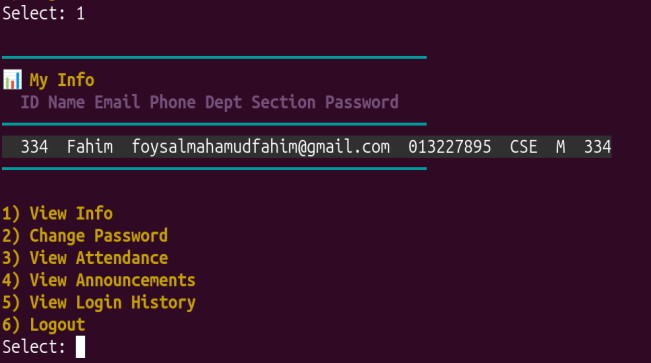 Select: 1
📊 My Info
ID Name Email Phone Dept Section Password
334 Fahim foysalmahamudfahim@gmail.com 013227895 CSE M 334
1) View Info
2) Change Password
3) View Attendance
4) View Announcements
5) View Login History
6) Logout
Select: